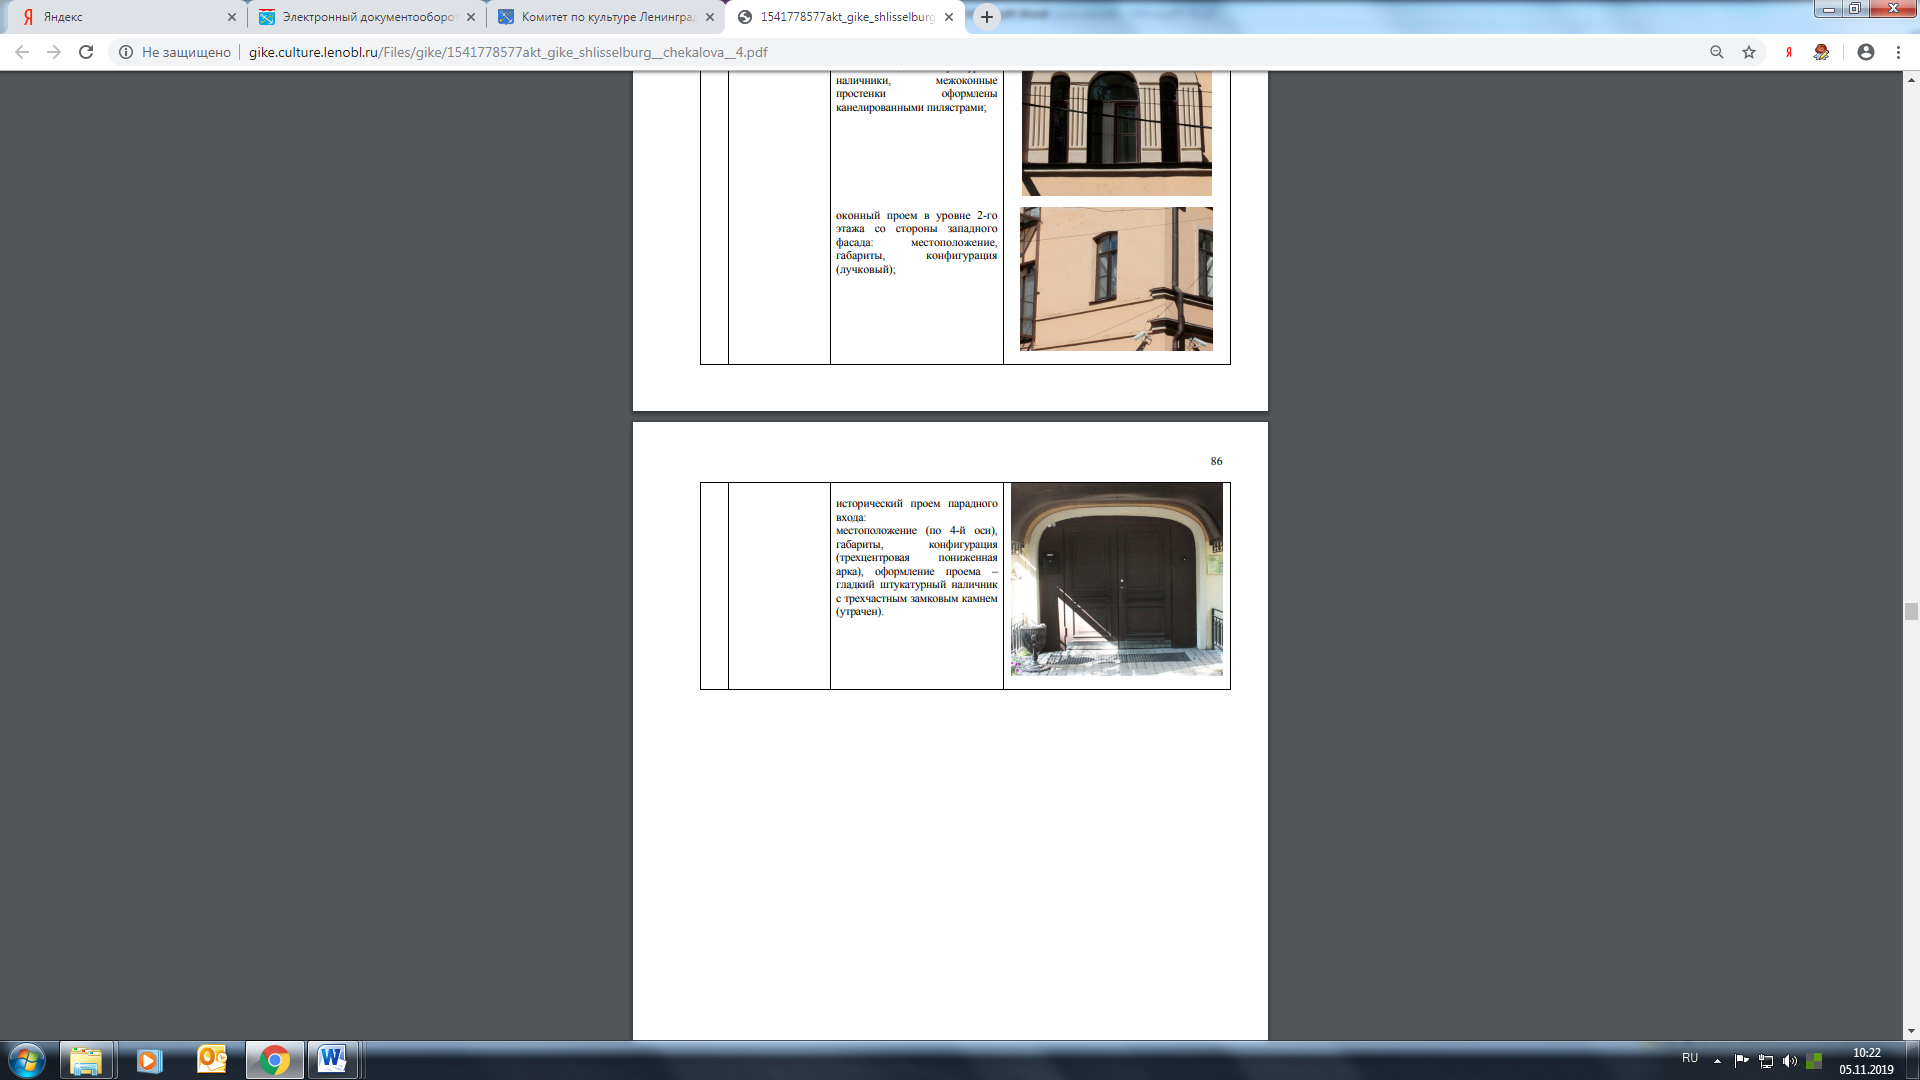 Яндекс
Электронный документооборот
Комитет по культуре Ленинград
1541778577akt_gike_shlisselburg
Не защищено
gike.culture.lenobl.ru/Files/gike/1541778577akt_gike_shlisselburg__chekalova__4.pdf
наличники, межоконные
простенки оформлены
канелированными пилястрами;
оконный проем в уровне 2-го
этажа со стороны западного
фасада: местоположение,
габариты, конфигурация
(лучковый);
86
исторический проем парадного
входа:
местоположение (по 4-й оси),
габариты, конфигурация
(трехцентровая пониженная
арка), оформление проема –
гладкий штукатурный наличник
с трехчастным замковым камнем
(утрачен).
RU
10:22
05.11.2019